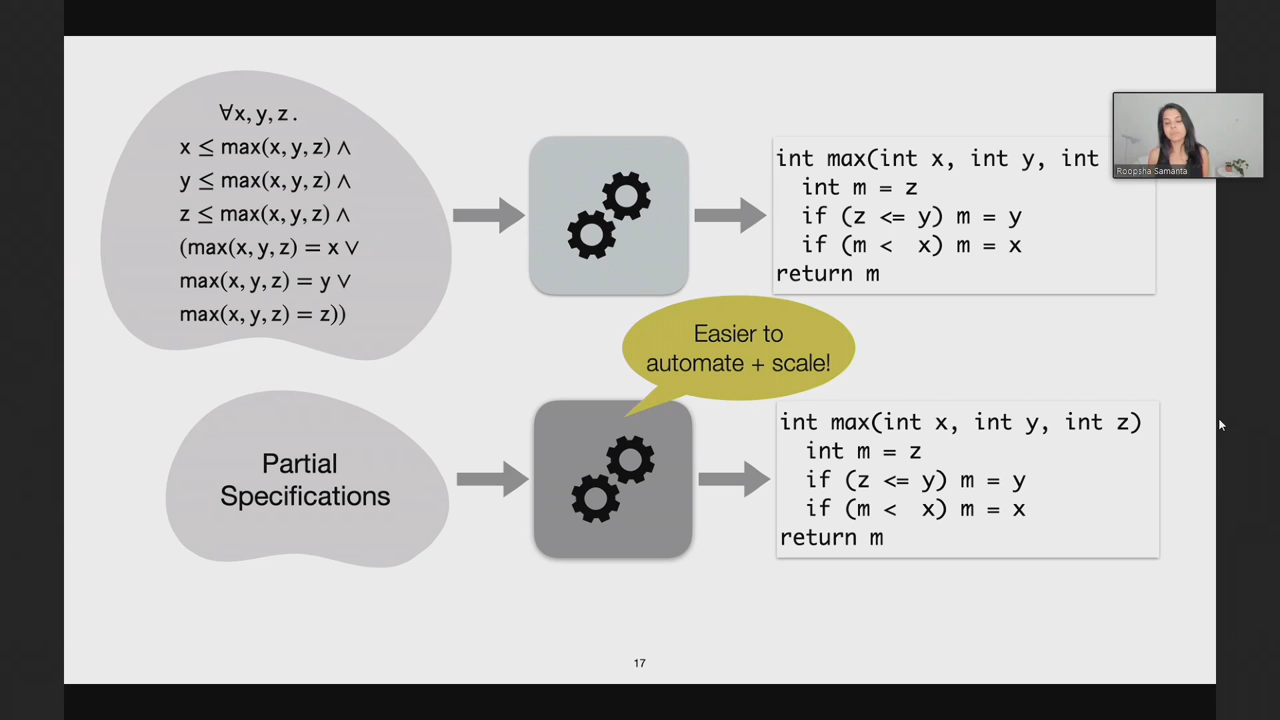 ∀x, y, z .
x ≤ max(x, y, z) ∧
y ≤ max(x, y, z) ∧
z ≤ max(x, y, z) ∧
(max(x, y, z) = x ∨
max(x, y, z) = y ∨
max(x, y, z) = z))
int max(int x, int y, int
int m = z
if (z <= y) m = y
if (m <  x) m = x
return m
Roopsha Samanta
Easier to
automate + scale!
Partial
Specifications
int max(int x, int y, int z)
int m = z
if (z <= y) m = y
if (m <  x) m = x
return m
17